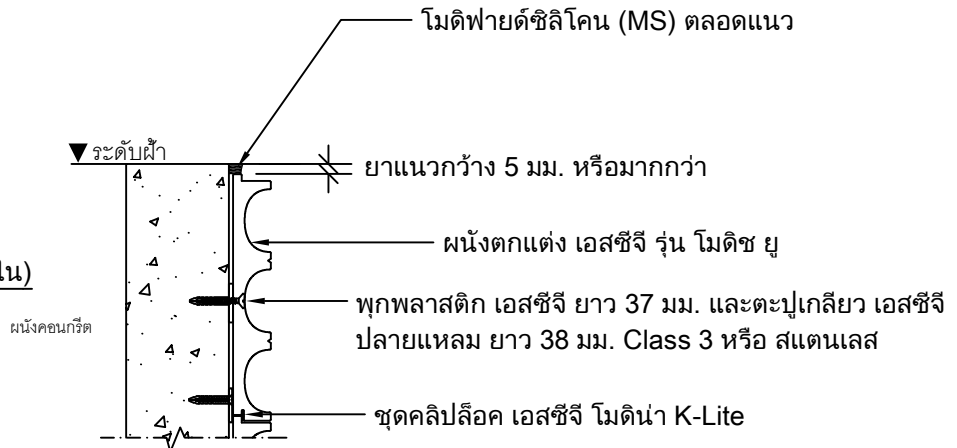 โมดิฟายด์ซิลิโคน (MS) ตลอดแนว
▼ระดับฝ้า
ยาแนวกว้าง 5 มม. หรือมากกว่า
ผนังตกแต่ง เอสซีจี รุ่น โมดิช ยู
ใน)
ผนังคอนกรีต
พุกพลาสติก เอสซีจี ยาว 37 มม. และตะปูเกลียว เอสซีจี
ปลายแหลม ยาว 38 มม. Class 3 หรือ สแตนเลส
ชุดคลิปล็อค เอสซีจี โมดิน่า K-Lite